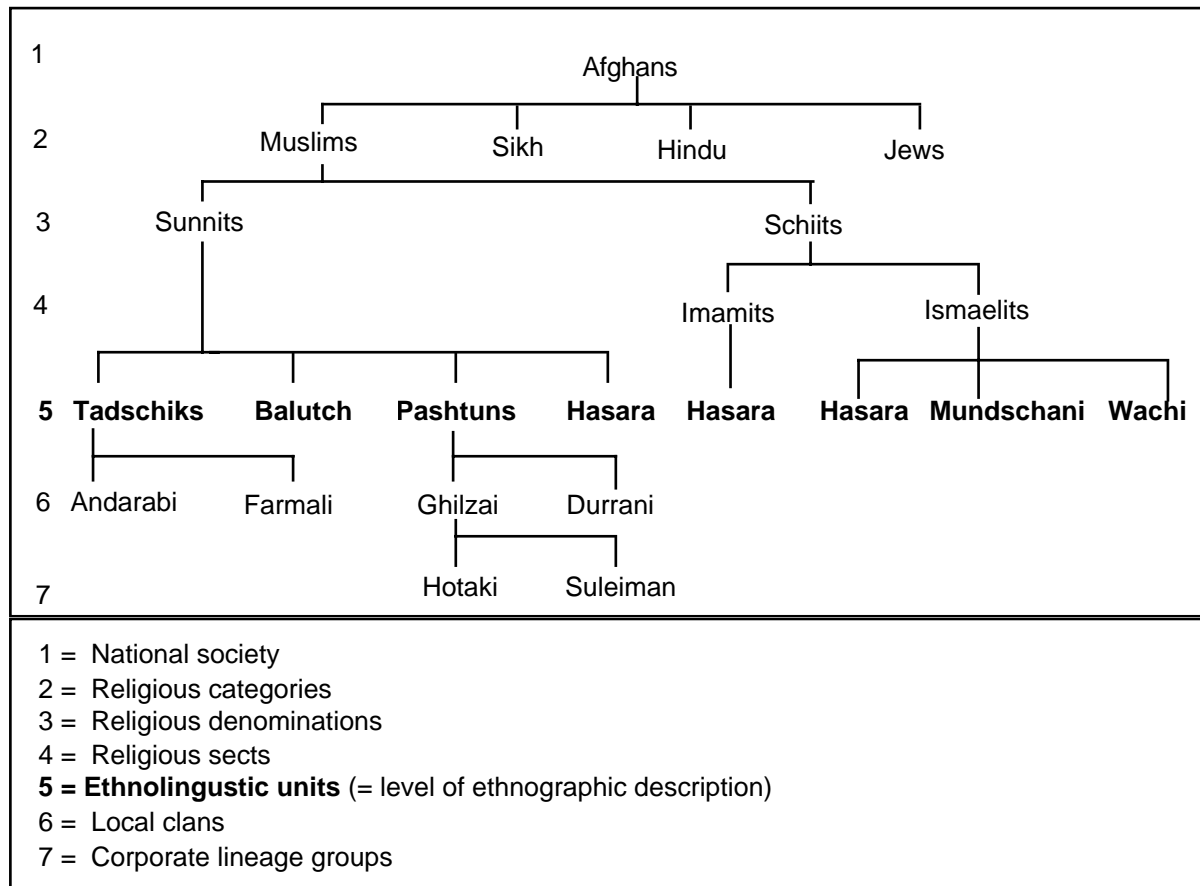 1
Afghans
2 Muslims Sikh Hindu Jews
3 Sunnits Schiits
4 Imamits Ismaelits
5 Tadschiks Balutch Pashtuns Hasara Hasara Hasara Mundschani Wachi
6 Andarabi Farmali Ghilzai Durrani
7 Hotaki Suleiman
1 = National society
2 = Religious categories
3 = Religious denominations
4 = Religious sects
5 = Ethnolingustic units (= level of ethnographic description)
6 = Local clans
7 = Corporate lineage groups